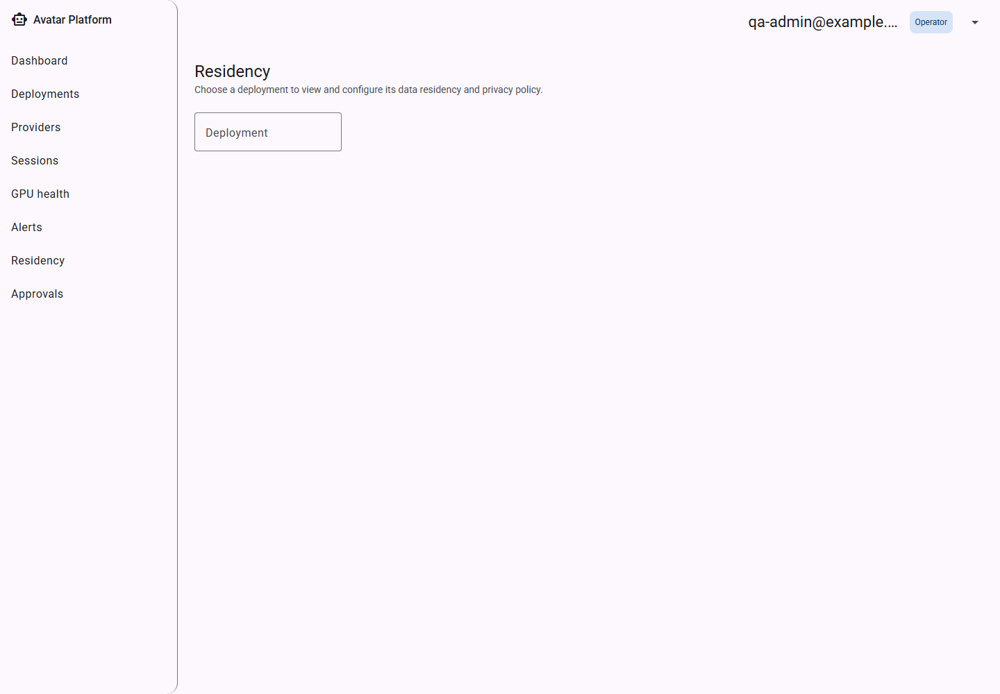 Avatar Platform
qa-admin@example....
Operator
Dashboard
Deployments
Providers
Sessions
GPU health
Alerts
Residency
Approvals
Residency
Choose a deployment to view and configure its data residency and privacy policy.
Deployment